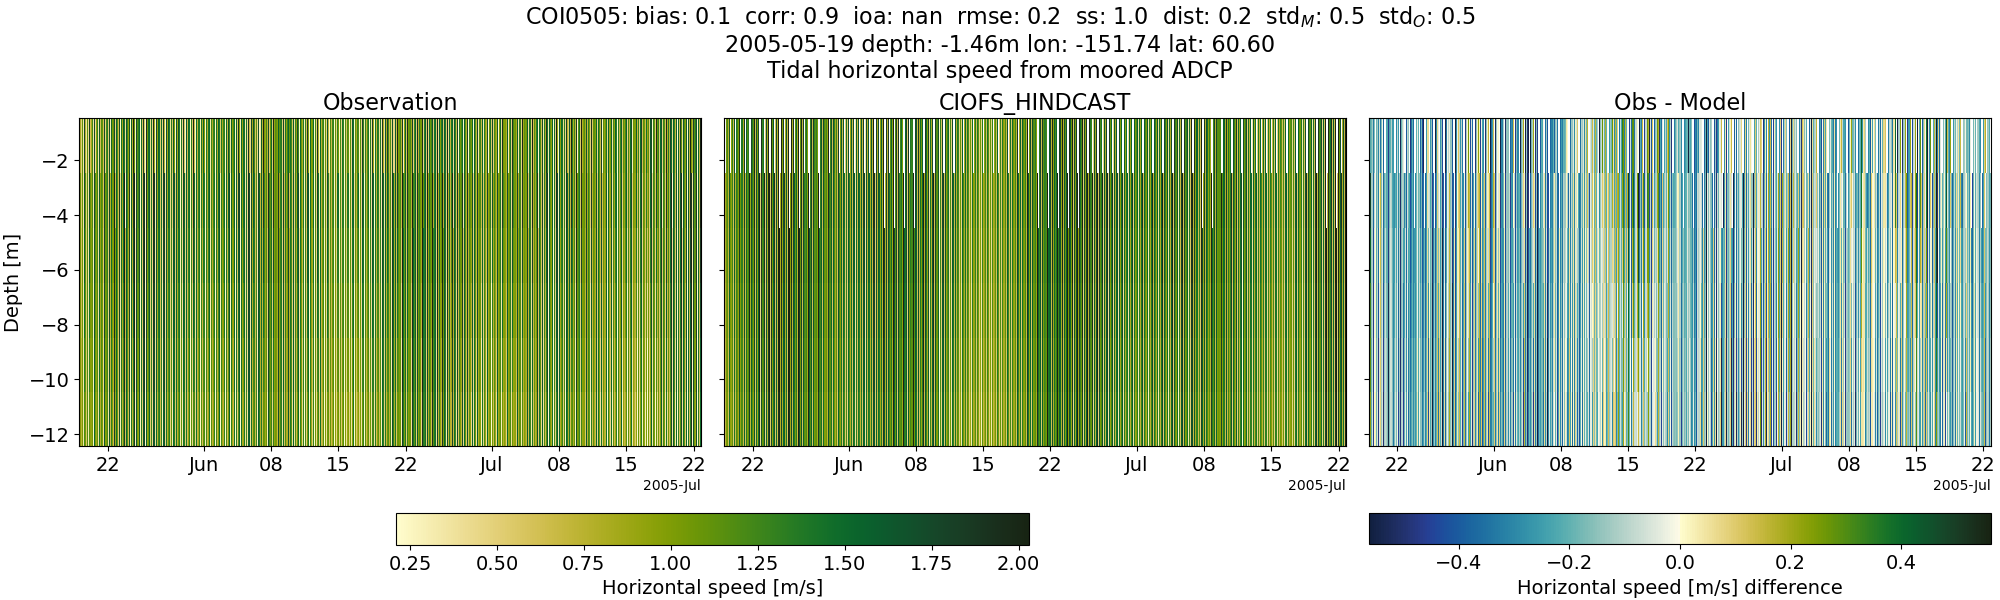 COI0505: bias: 0.1 corr: 0.9 ioa: nan rmse: 0.2 ss: 1.0 dist: 0.2 std_M: 0.5 std_O: 0.5
2005-05-19 depth: -1.46m lon: -151.74 lat: 60.60
Tidal horizontal speed from moored ADCP
Observation
CIOFS_HINDCAST
Obs - Model
Depth [m]
−2
−4
−6
−8
−10
−12
22 Jun 08 15 22 Jul 08 15 22
2005-Jul
22 Jun 08 15 22 Jul 08 15 22
2005-Jul
22 Jun 08 15 22 Jul 08 15 22
2005-Jul
0.25 0.50 0.75 1.00 1.25 1.50 1.75 2.00
Horizontal speed [m/s]
−0.4 −0.2 0.0 0.2 0.4
Horizontal speed [m/s] difference